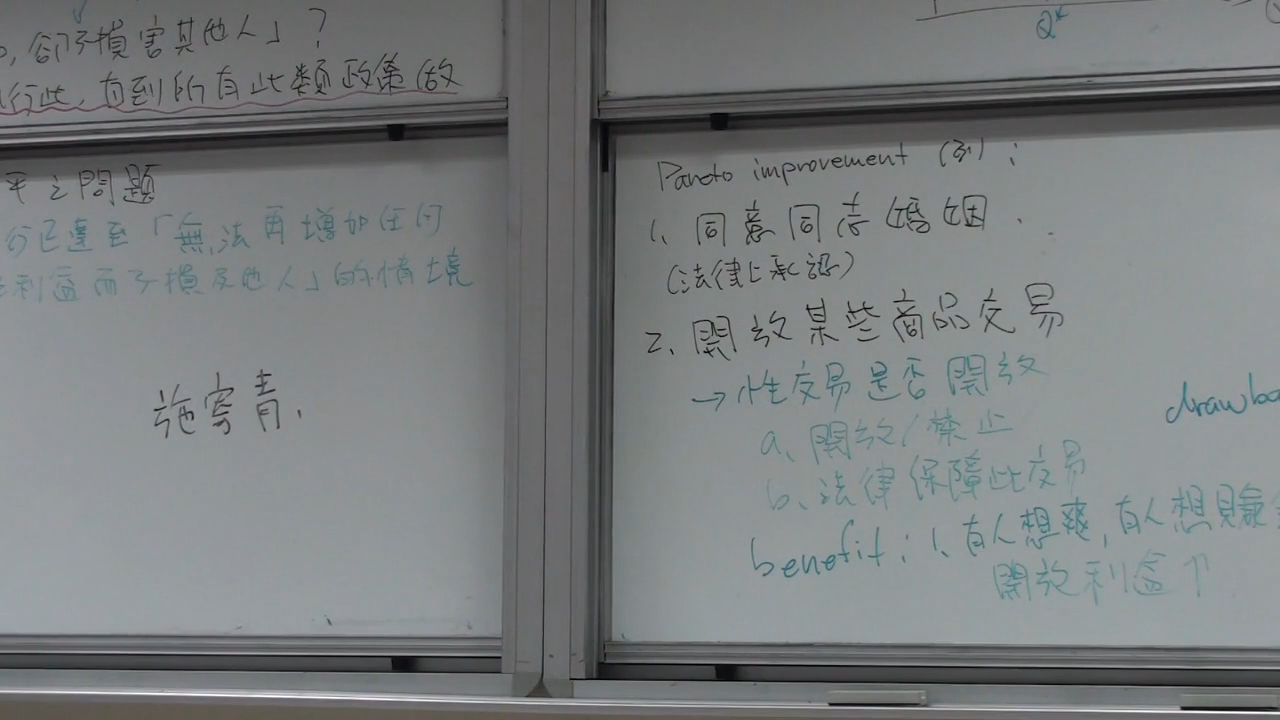 卻不損害其他人」?
行此,直到所有此類政策做
平之問題
已達至「無法再增加任何
利益而不損及他人」的情境
施寄青.
Q*
Pareto improvement (例):
1、同意同志婚姻.
(法律上承認)
2、開放某些商品交易
→性交易是否開放
a、開放/禁止
b、法律保障此交易
benefit:1、有人想爽,有人想賺
開放利益↑
drawba